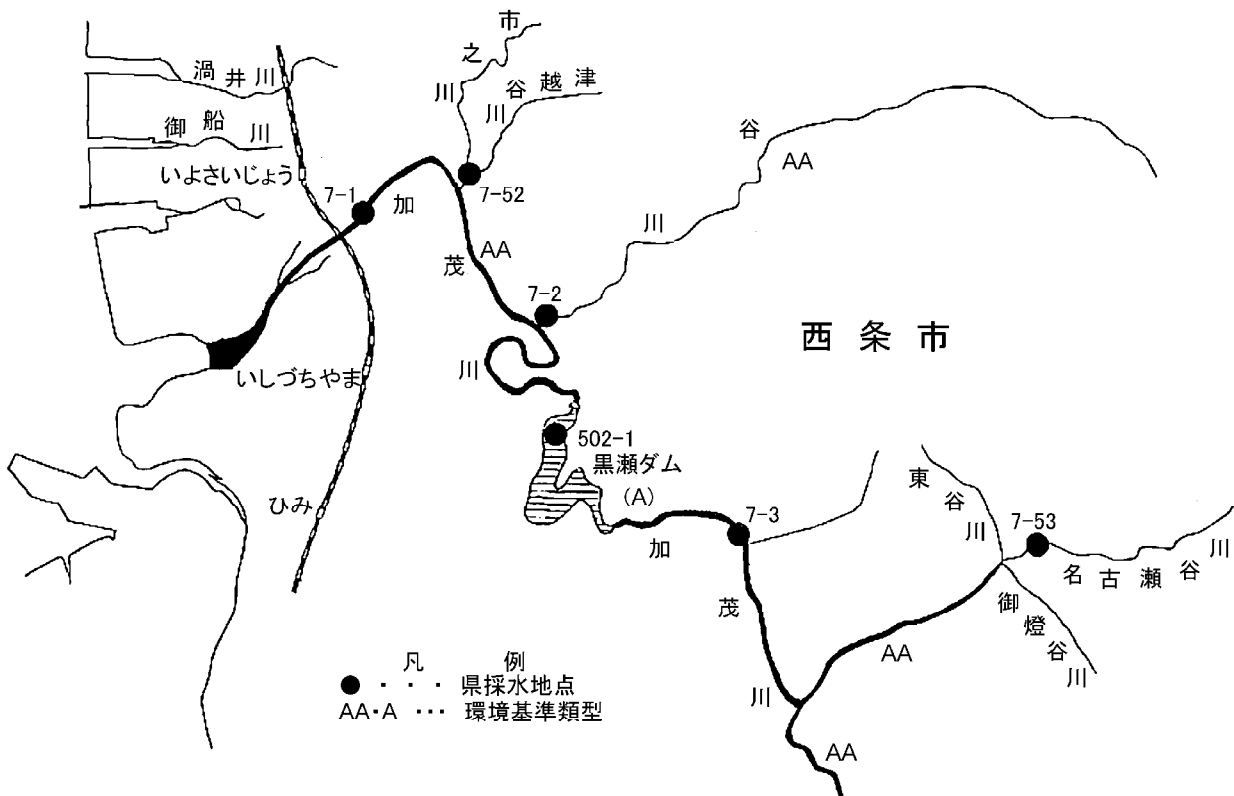 渦井川
御船川
いよさいじょう
市之川
川谷越津
7-52
7-1
加茂川
AA
谷川
AA
7-2
西条市
いしづちやま
502-1
黒瀬ダム
(A)
ひみ
7-3
加茂川
東谷川
7-53
名古瀬谷川
御燈谷川
AA
AA
凡例
●・・・県採水地点
AA・A ・・・環境基準類型